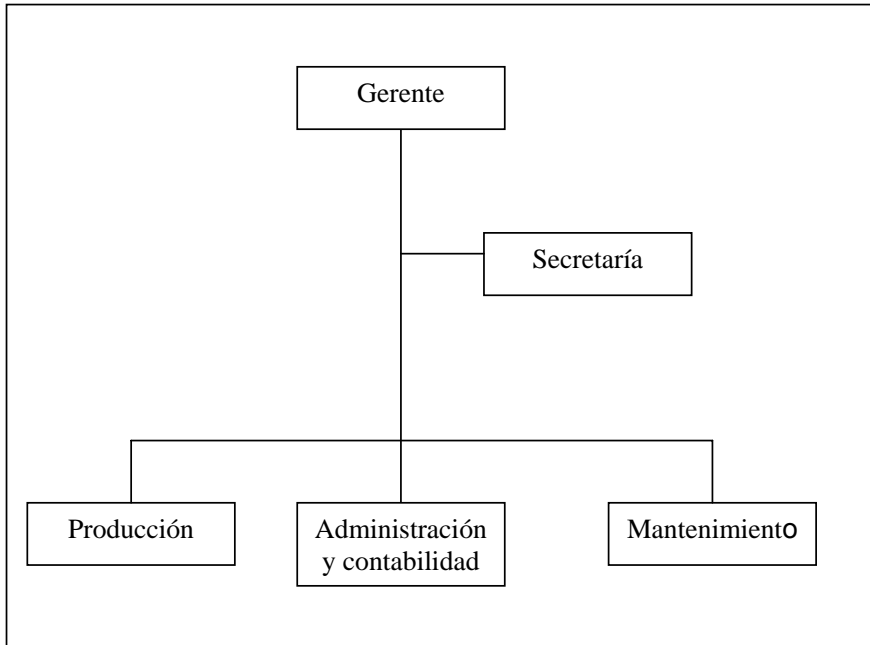 Gerente
Secretaría
Producción
Administración
y contabilidad
Mantenimiento